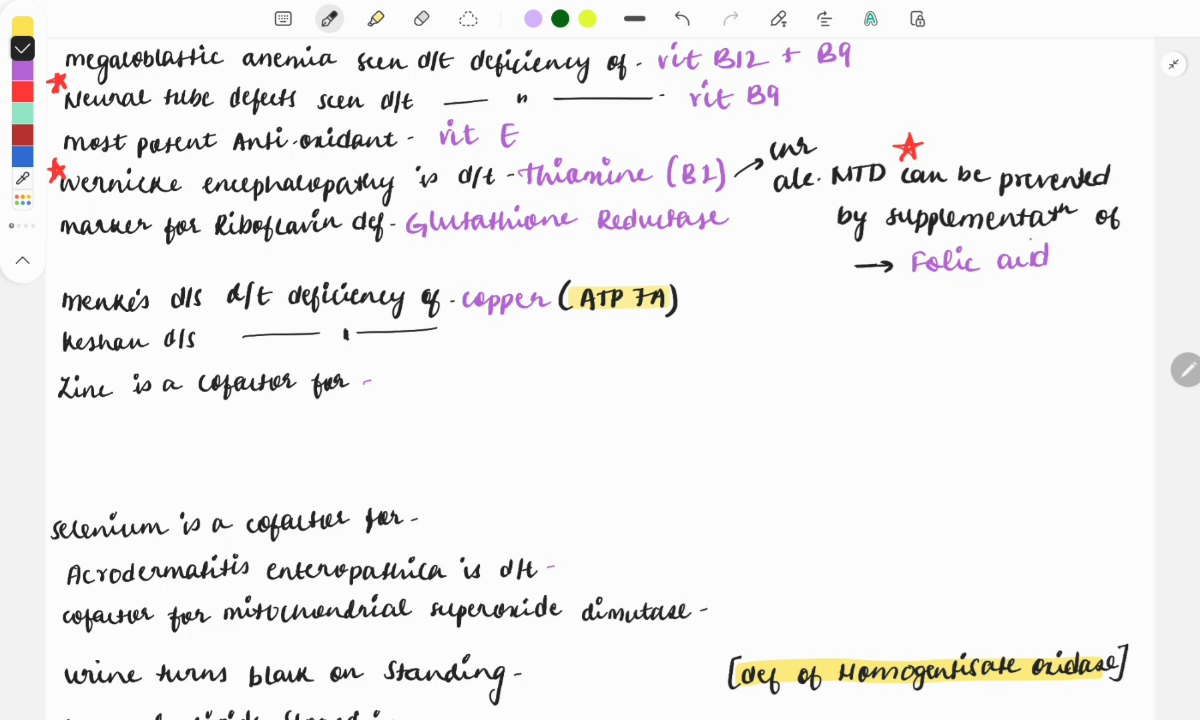 megaloblastic anemia seen d/t deficiency of - vit B12 + B9
Neural tube defects seen d/t — " — - vit B9
most potent Anti-oxidant - vit E
Wernicke encephalopathy is d/t - Thiamine (B1) → chr
alc.
marker for Riboflavin def - Glutathione Reductase
NTD can be prevented
by supplementatn of
→ Folic acid
menke's d/s d/t deficiency of - copper (ATP 7A)
keshan d/s — " —
Zinc is a cofactor for -
selenium is a cofactor for -
Acrodermatitis enteropathica is d/t -
cofactor for mitochondrial superoxide dimutase -
urine turns black on standing - [def of Homogentisate oxidase]